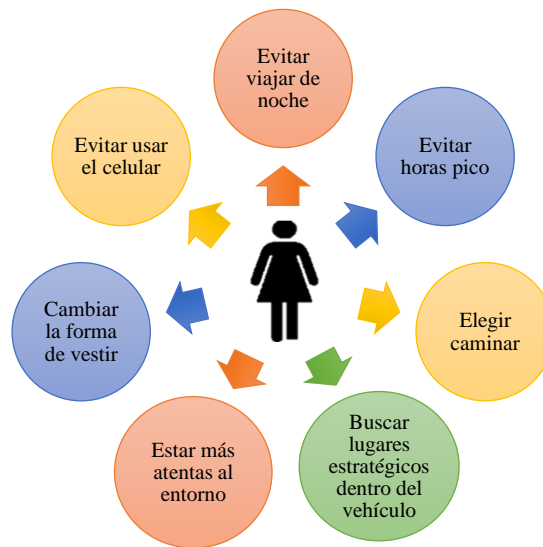 Evitar
viajar de
noche
Evitar
horas pico
Elegir
caminar
Buscar
lugares
estratégicos
dentro del
vehículo
Estar más
atentas al
entorno
Cambiar
la forma
de vestir
Evitar usar
el celular